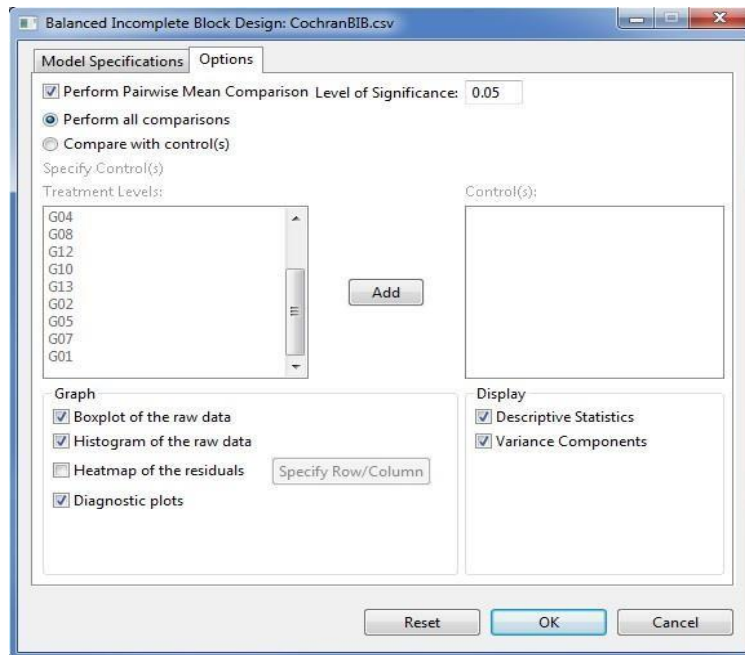 Balanced Incomplete Block Design: CochranBIB.csv
Model Specifications Options
Perform Pairwise Mean Comparison Level of Significance: 0.05
Perform all comparisons
Compare with control(s)
Specify Control(s)
Treatment Levels: Control(s):
G04
G08
G12
G10
G13
G02
G05
G07
G01
Add
Graph
Boxplot of the raw data
Histogram of the raw data
Heatmap of the residuals Specify Row/Column
Diagnostic plots
Display
Descriptive Statistics
Variance Components
Reset OK Cancel